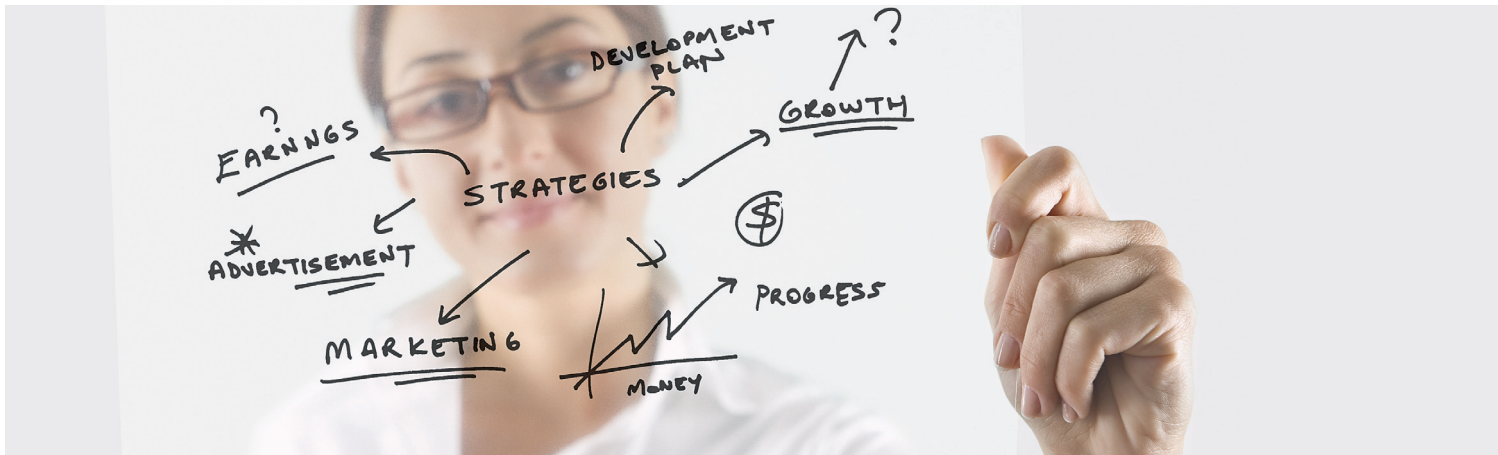 DEVELOPMENT
PLAN
?
GROWTH
?
EARNNGS
STRATEGIES
$
*
ADVERTISEMENT
PROGRESS
MARKETING
MONEY